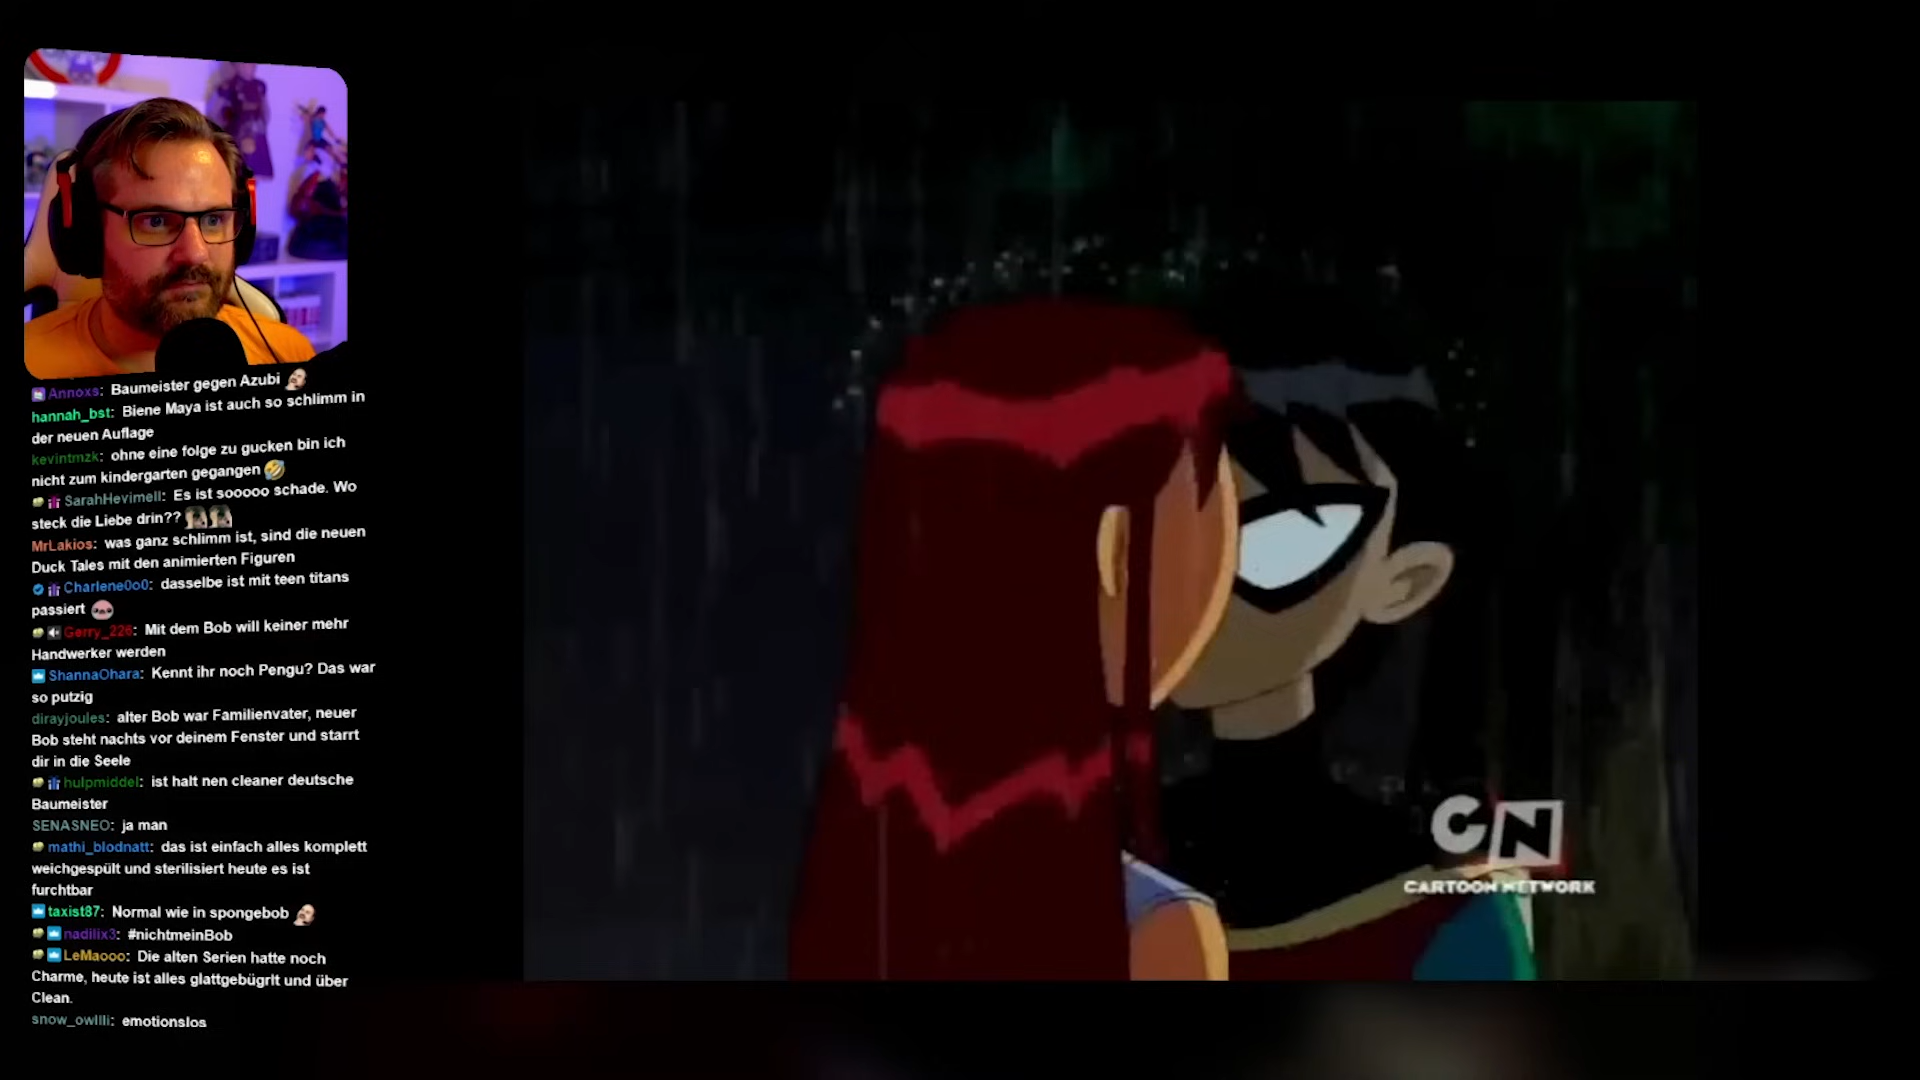 Annoxs: Baumeister gegen Azubi
hannah_bst: Biene Maya ist auch so schlimm in
der neuen Auflage
kevintmzk: ohne eine folge zu gucken bin ich
nicht zum kindergarten gegangen 🤣
SarahHevimell: Es ist sooooo schade. Wo
steck die Liebe drin??
MrLakios: was ganz schlimm ist, sind die neuen
Duck Tales mit den animierten Figuren
Charlene0o0: dasselbe ist mit teen titans
passiert
Gerry_226: Mit dem Bob will keiner mehr
Handwerker werden
ShannaOhara: Kennt ihr noch Pengu? Das war
so putzig
dirayjoules: alter Bob war Familienvater, neuer
Bob steht nachts vor deinem Fenster und starrt
dir in die Seele
hulpmiddel: ist halt nen cleaner deutsche
Baumeister
SENASNEO: ja man
mathi_blodnatt: das ist einfach alles komplett
weichgespült und sterilisiert heute es ist
furchtbar
taxist87: Normal wie in spongebob
nadilix3: #nichtmeinBob
LeMaooo: Die alten Serien hatte noch
Charme, heute ist alles glattgebügrlt und über
Clean.
snow_owllli: emotionslos
CN
CARTOON NETWORK